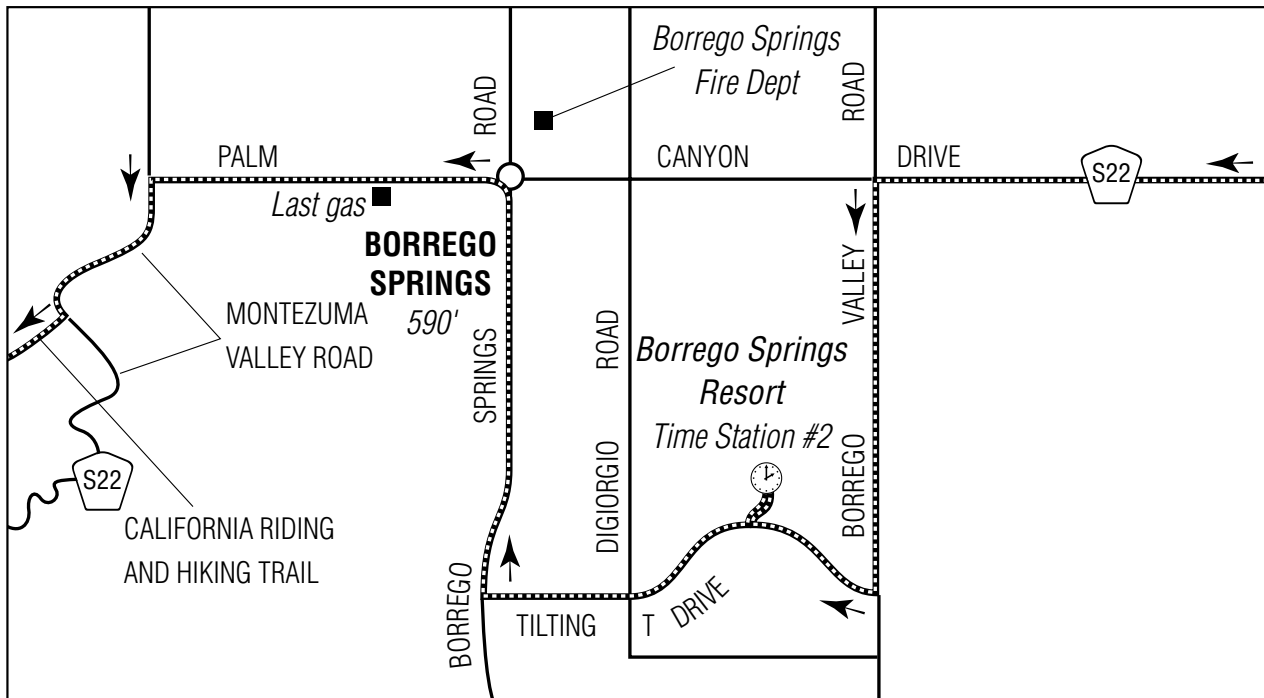 Borrego Springs
Fire Dept
ROAD
ROAD
PALM
CANYON
DRIVE
S22
Last gas
BORREGO
SPRINGS
590'
VALLEY
MONTEZUMA
VALLEY ROAD
SPRINGS
ROAD
Borrego Springs
Resort
Time Station #2
S22
DIGIORGIO
BORREGO
CALIFORNIA RIDING
AND HIKING TRAIL
BORREGO
TILTING
T
DRIVE